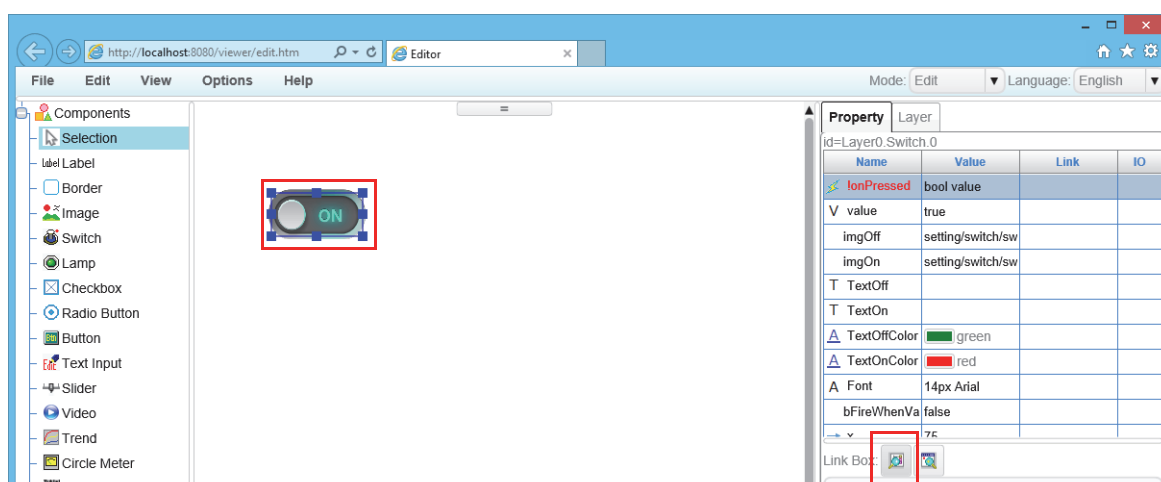 http://localhost:8080/viewer/edit.htm
Editor
File Edit View Options Help
Mode: Edit Language: English
Components
Selection
label Label
Border
Image
Switch
Lamp
Checkbox
Radio Button
Button
Edit Text Input
Slider
Video
Trend
Circle Meter
=
ON
Property Layer
id=Layer0.Switch.0
Name Value Link IO
!onPressed bool value
V value true
imgOff setting/switch/sw
imgOn setting/switch/sw
T TextOff
T TextOn
A TextOffColor green
A TextOnColor red
A Font 14px Arial
bFireWhenVa false
x 75
Link Box: